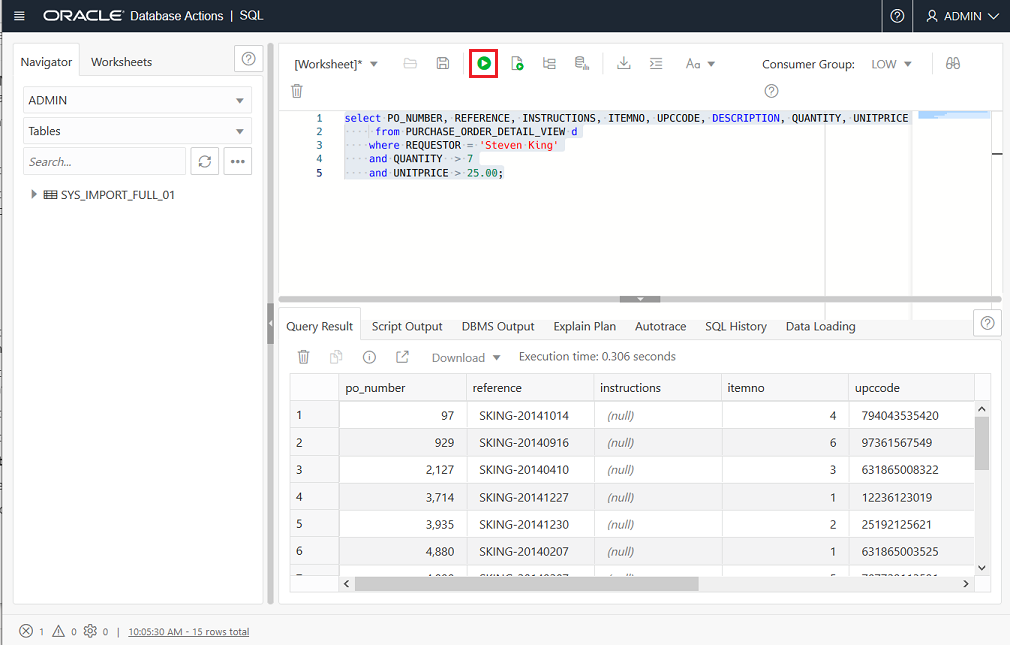 ORACLE Database Actions | SQL
ADMIN
Navigator
Worksheets
ADMIN
Tables
Search...
SYS_IMPORT_FULL_01
[Worksheet]*
Aa
Consumer Group: LOW
1 select PO_NUMBER, REFERENCE, INSTRUCTIONS, ITEMNO, UPCCODE, DESCRIPTION, QUANTITY, UNITPRICE
2 from PURCHASE_ORDER_DETAIL_VIEW d
3 where REQUESTOR = 'Steven King'
4 and QUANTITY > 7
5 and UNITPRICE > 25.00;
Query Result Script Output DBMS Output Explain Plan Autotrace SQL History Data Loading
Download Execution time: 0.306 seconds
po_number reference instructions itemno upccode
1 97 SKING-20141014 (null) 4 794043535420
2 929 SKING-20140916 (null) 6 97361567549
3 2,127 SKING-20140410 (null) 3 631865008322
4 3,714 SKING-20141227 (null) 1 12236123019
5 3,935 SKING-20141230 (null) 2 25192125621
6 4,880 SKING-20140207 (null) 1 631865003525
1 0 0 | 10:05:30 AM - 15 rows total